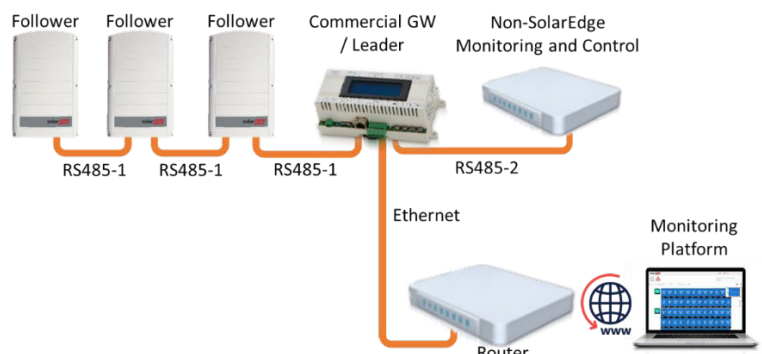 Follower
Follower
Follower
Commercial GW
/ Leader
Non-SolarEdge
Monitoring and Control
RS485-1
RS485-1
RS485-1
RS485-2
Ethernet
Monitoring
Platform
www
Router